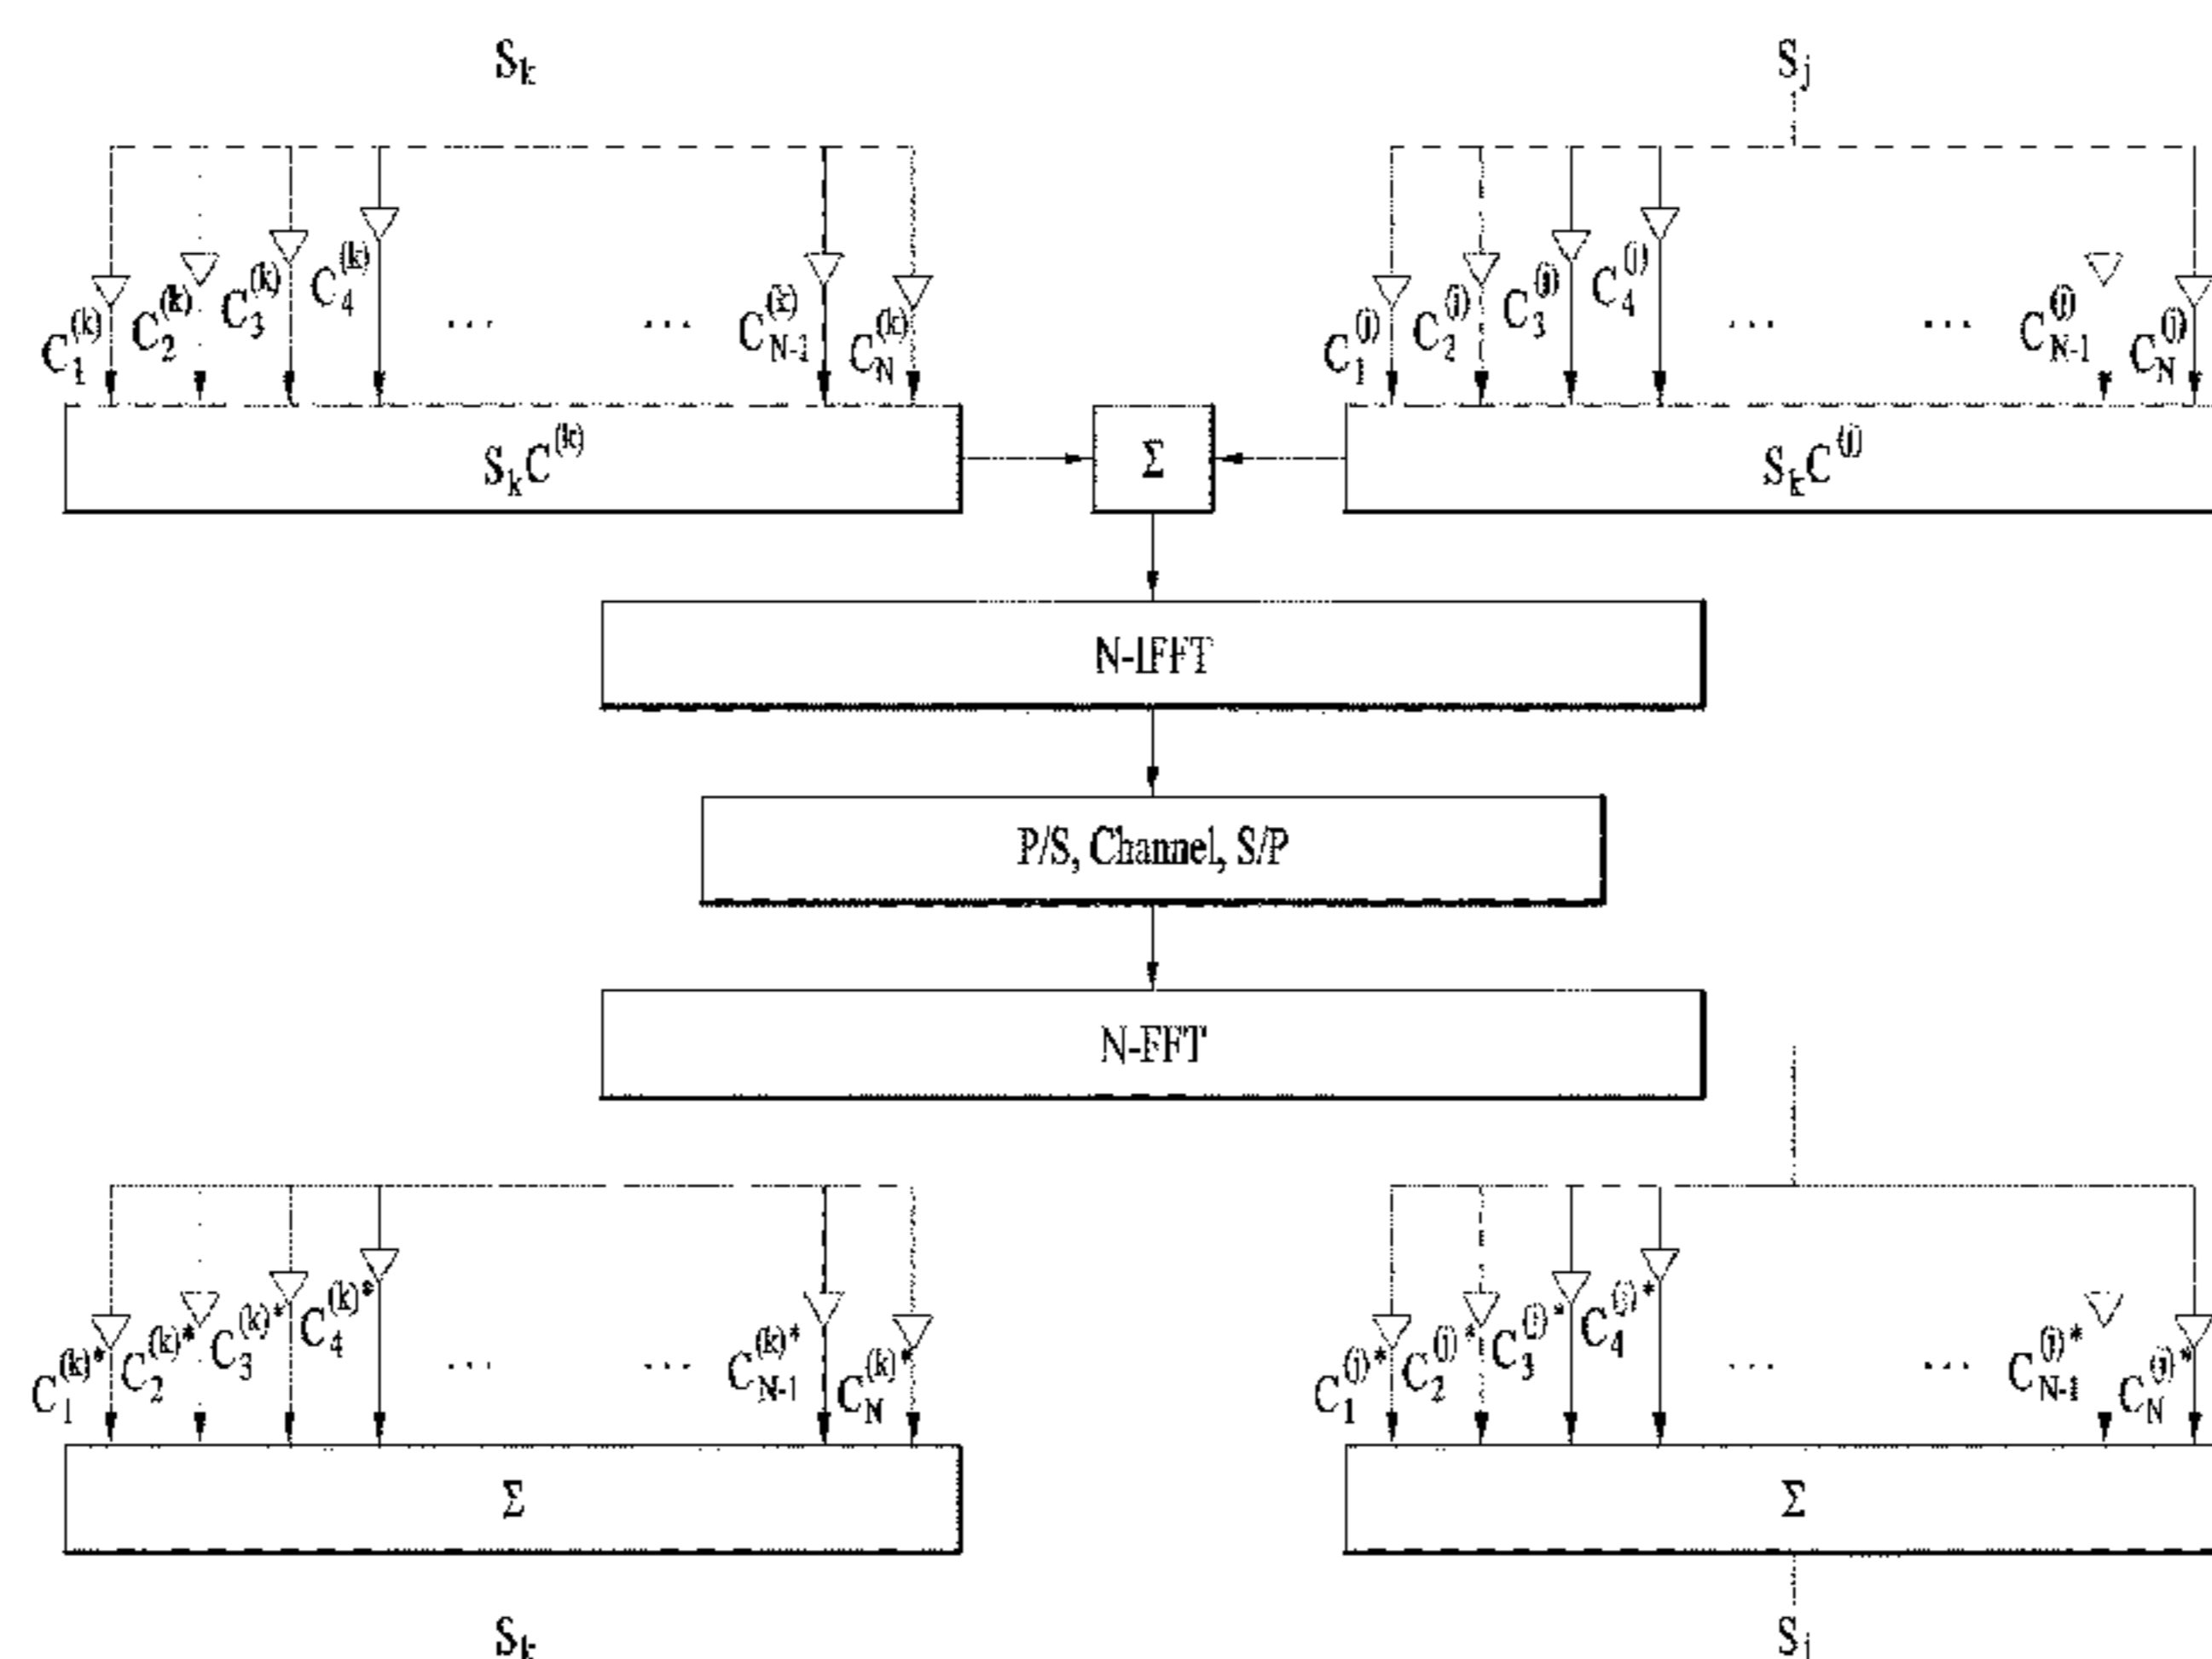 S_k S_j
C_1^(k) C_2^(k) C_3^(k) C_4^(k) ... ... C_N-1^(k) C_N^(k) C_1^(j) C_2^(j) C_3^(j) C_4^(j) ... ... C_N-1^(j) C_N^(j)
S_kC^(k) Σ S_kC^(j)
N-IFFT
P/S, Channel, S/P
N-FFT
C_1^(k)* C_2^(k)* C_3^(k)* C_4^(k)* ... ... C_N-1^(k)* C_N^(k)* C_1^(j)* C_2^(j)* C_3^(j)* C_4^(j)* ... ... C_N-1^(j)* C_N^(j)*
Σ Σ
S_k S_j